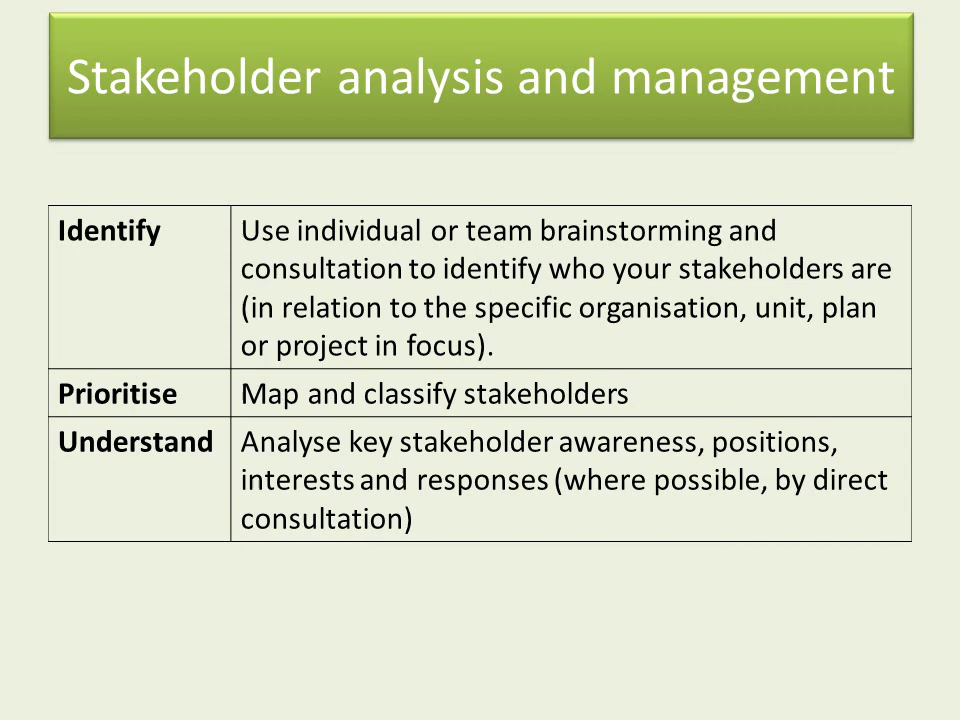 Stakeholder analysis and management
Identify
Use individual or team brainstorming and
consultation to identify who your stakeholders are
(in relation to the specific organisation, unit, plan
or project in focus).
Prioritise
Map and classify stakeholders
Understand
Analyse key stakeholder awareness, positions,
interests and responses (where possible, by direct
consultation)